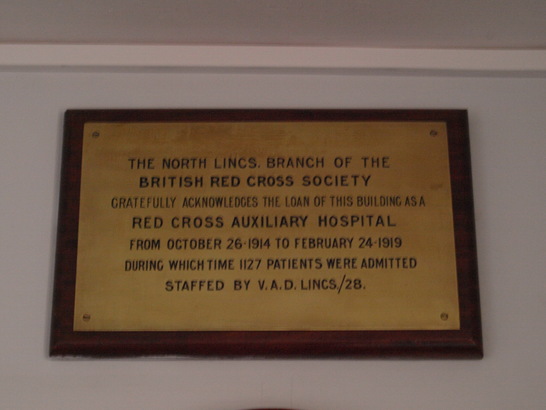 THE NORTH LINCS. BRANCH OF THE
BRITISH RED CROSS SOCIETY
GRATEFULLY ACKNOWLEDGES THE LOAN OF THIS BUILDING AS A
RED CROSS AUXILIARY HOSPITAL
FROM OCTOBER 26-1914 TO FEBRUARY 24-1919
DURING WHICH TIME 1127 PATIENTS WERE ADMITTED
STAFFED BY V.A.D. LINCS/28.